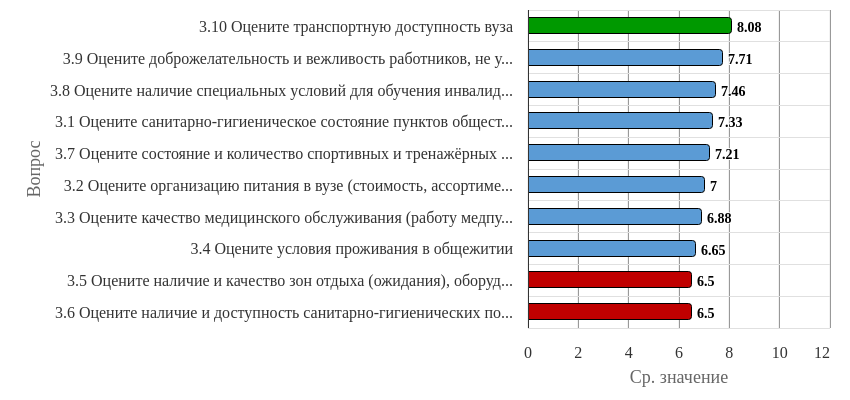 3.10 Оцените транспортную доступность вуза 8.08
3.9 Оцените доброжелательность и вежливость работников, не у... 7.71
3.8 Оцените наличие специальных условий для обучения инвалид... 7.46
3.1 Оцените санитарно-гигиеническое состояние пунктов общест... 7.33
3.7 Оцените состояние и количество спортивных и тренажёрных ... 7.21
3.2 Оцените организацию питания в вузе (стоимость, ассортиме... 7
3.3 Оцените качество медицинского обслуживания (работу медпу... 6.88
3.4 Оцените условия проживания в общежитии 6.65
3.5 Оцените наличие и качество зон отдыха (ожидания), оборуд... 6.5
3.6 Оцените наличие и доступность санитарно-гигиенических по... 6.5
Вопрос
0 2 4 6 8 10 12
Ср. значение